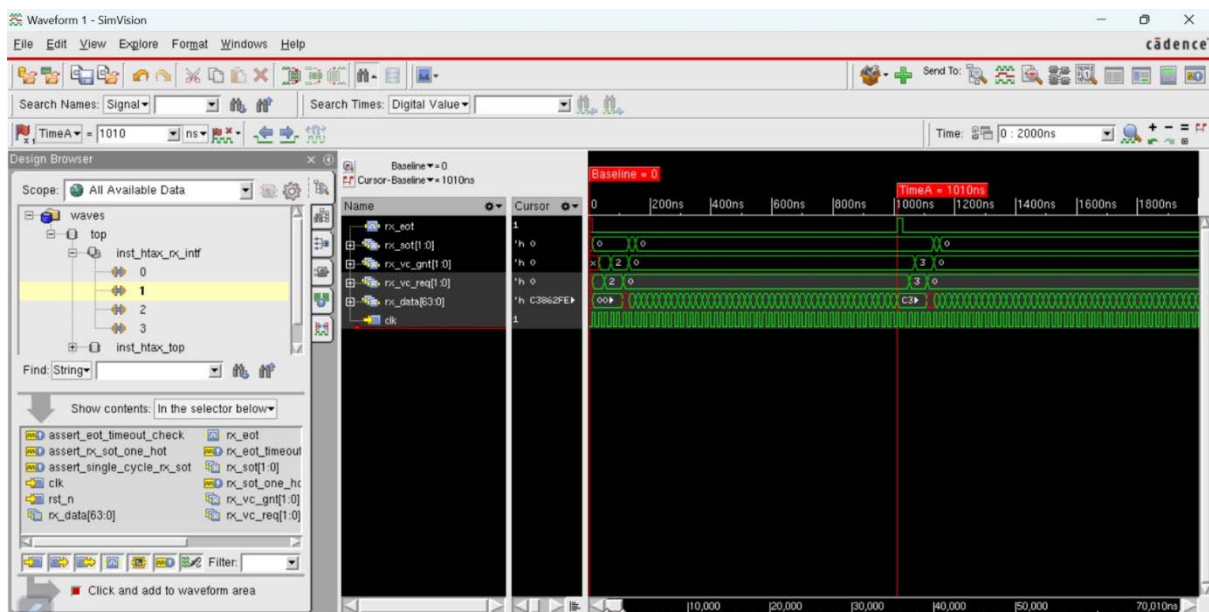 Waveform 1 - SimVision
File Edit View Explore Format Windows Help
cādence
Send To:
Search Names: Signal
Search Times: Digital Value
TimeA = 1010 ns
Time: 0 : 2000ns
Design Browser
Baseline = 0
Cursor-Baseline = 1010ns
Baseline = 0
TimeA = 1010ns
Scope: All Available Data
Name Cursor
0 200ns 400ns 600ns 800ns 1000ns 1200ns 1400ns 1600ns 1800ns
waves
top
inst_htax_rx_intf
0
1
2
3
inst_htax_top
rx_eot 1
rx_sot[1:0] 'h 0 0 0 0
rx_vc_gnt[1:0] 'h 0 x 2 0 3 0
rx_vc_req[1:0] 'h 0 2 0 3 0
rx_data[63:0] 'h C3862FE 00 C3
clk 1
Find: String
Show contents: In the selector below
assert_eot_timeout_check rx_eot
assert_rx_sot_one_hot rx_eot_timeout
assert_single_cycle_rx_sot rx_sot[1:0]
clk rx_sot_one_ho
rst_n rx_vc_gnt[1:0]
rx_data[63:0] rx_vc_req[1:0]
Filter:
Click and add to waveform area
10,000 20,000 30,000 40,000 50,000 70,010ns